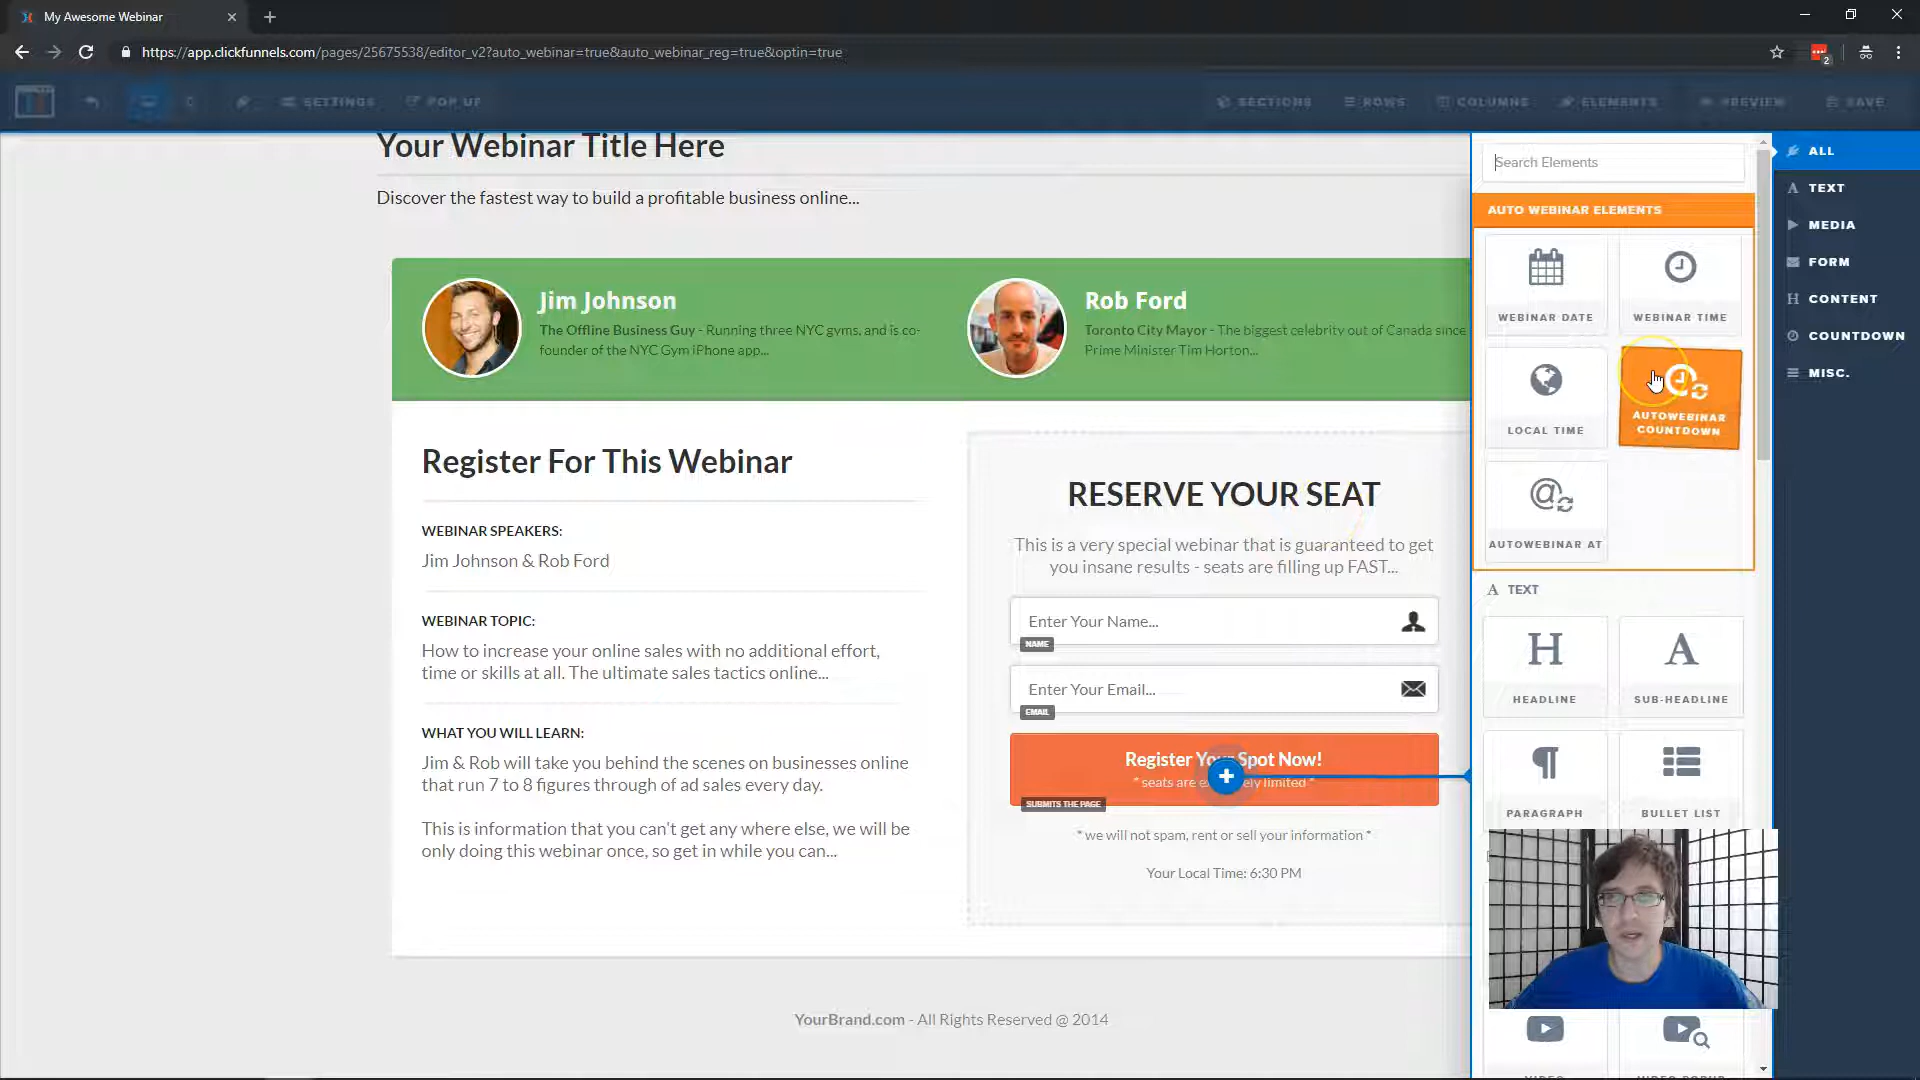 My Awesome Webinar
https://app.clickfunnels.com/pages/25675538/editor_v2?auto_webinar=true&auto_webinar_reg=true&optin=true
2
SETTINGS
POP UP
SECTIONS
ROWS
COLUMNS
ELEMENTS
PREVIEW
SAVE
Your Webinar Title Here
Discover the fastest way to build a profitable business online...
Jim Johnson
The Offline Business Guy - Running three NYC gyms, and is co-
founder of the NYC Gym iPhone app...
Rob Ford
Toronto City Mayor - The biggest celebrity out of Canada since
Prime Minister Tim Horton...
Register For This Webinar
WEBINAR SPEAKERS:
Jim Johnson & Rob Ford
WEBINAR TOPIC:
How to increase your online sales with no additional effort,
time or skills at all. The ultimate sales tactics online...
WHAT YOU WILL LEARN:
Jim & Rob will take you behind the scenes on businesses online
that run 7 to 8 figures through of ad sales every day.
This is information that you can't get any where else, we will be
only doing this webinar once, so get in while you can...
RESERVE YOUR SEAT
This is a very special webinar that is guaranteed to get
you insane results - seats are filling up FAST...
Enter Your Name...
NAME
Enter Your Email...
EMAIL
Register Your Spot Now!
* seats are limited *
SUBMITS THE PAGE
* we will not spam, rent or sell your information *
Your Local Time: 6:30 PM
YourBrand.com - All Rights Reserved @ 2014
Search Elements
AUTO WEBINAR ELEMENTS
WEBINAR DATE
WEBINAR TIME
LOCAL TIME
AUTOWEBINAR
COUNTDOWN
AUTOWEBINAR AT
A TEXT
HEADLINE
SUB-HEADLINE
PARAGRAPH
BULLET LIST
ALL
TEXT
MEDIA
FORM
CONTENT
COUNTDOWN
MISC.